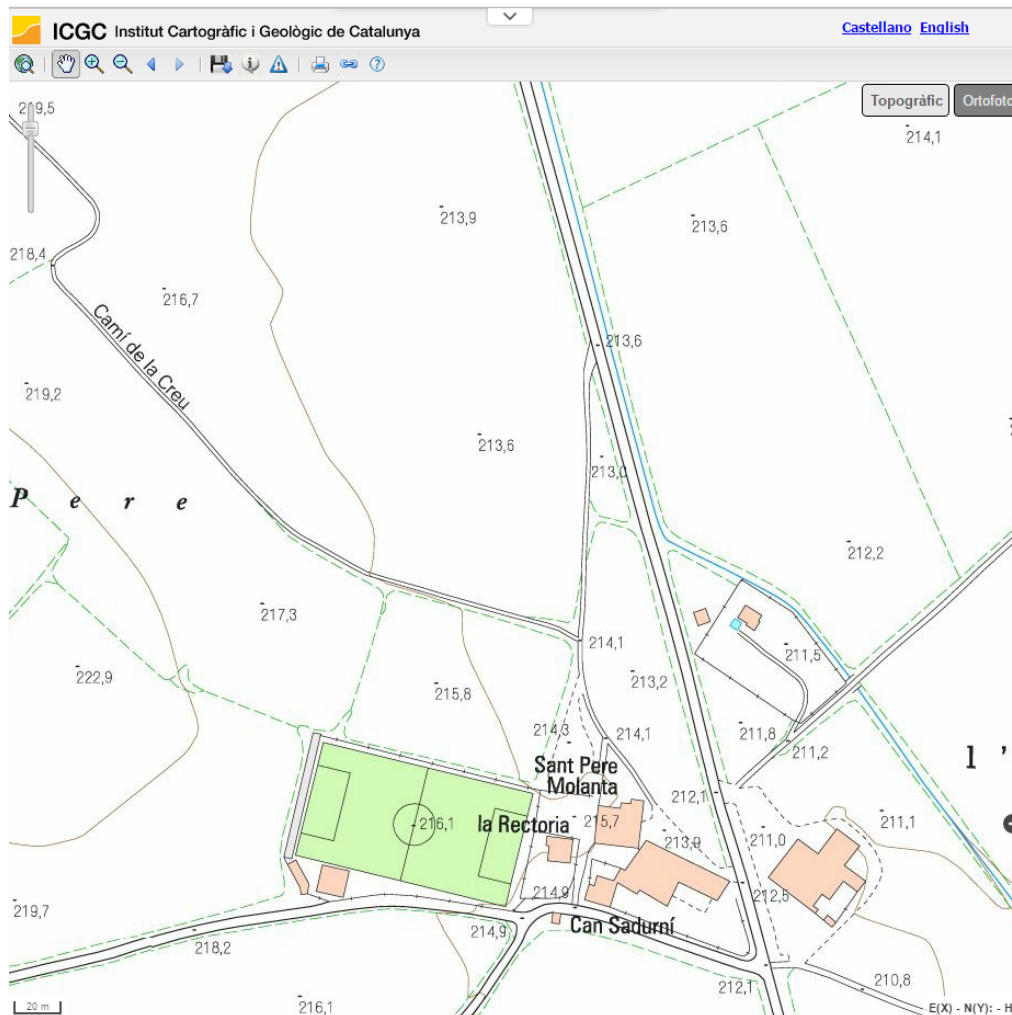 ICGC Institut Cartogràfic i Geològic de Catalunya
Castellano English
Topogràfic
Ortofoto
219,5
214,1
213,9
213,6
218,4
216,7
Camí de la Creu
213,6
219,2
213,6
213,0
P e r e
212,2
217,3
214,1
211,5
222,9
213,2
215,8
214,3
214,1
211,8
211,2
Sant Pere
Molanta
l '
212,1
216,1
la Rectoria
215,7
213,9
211,0
211,1
214,9
212,5
219,7
218,2
214,9
Can Sadurní
212,1
210,8
216,1
20 m
E(X) - N(Y): - H